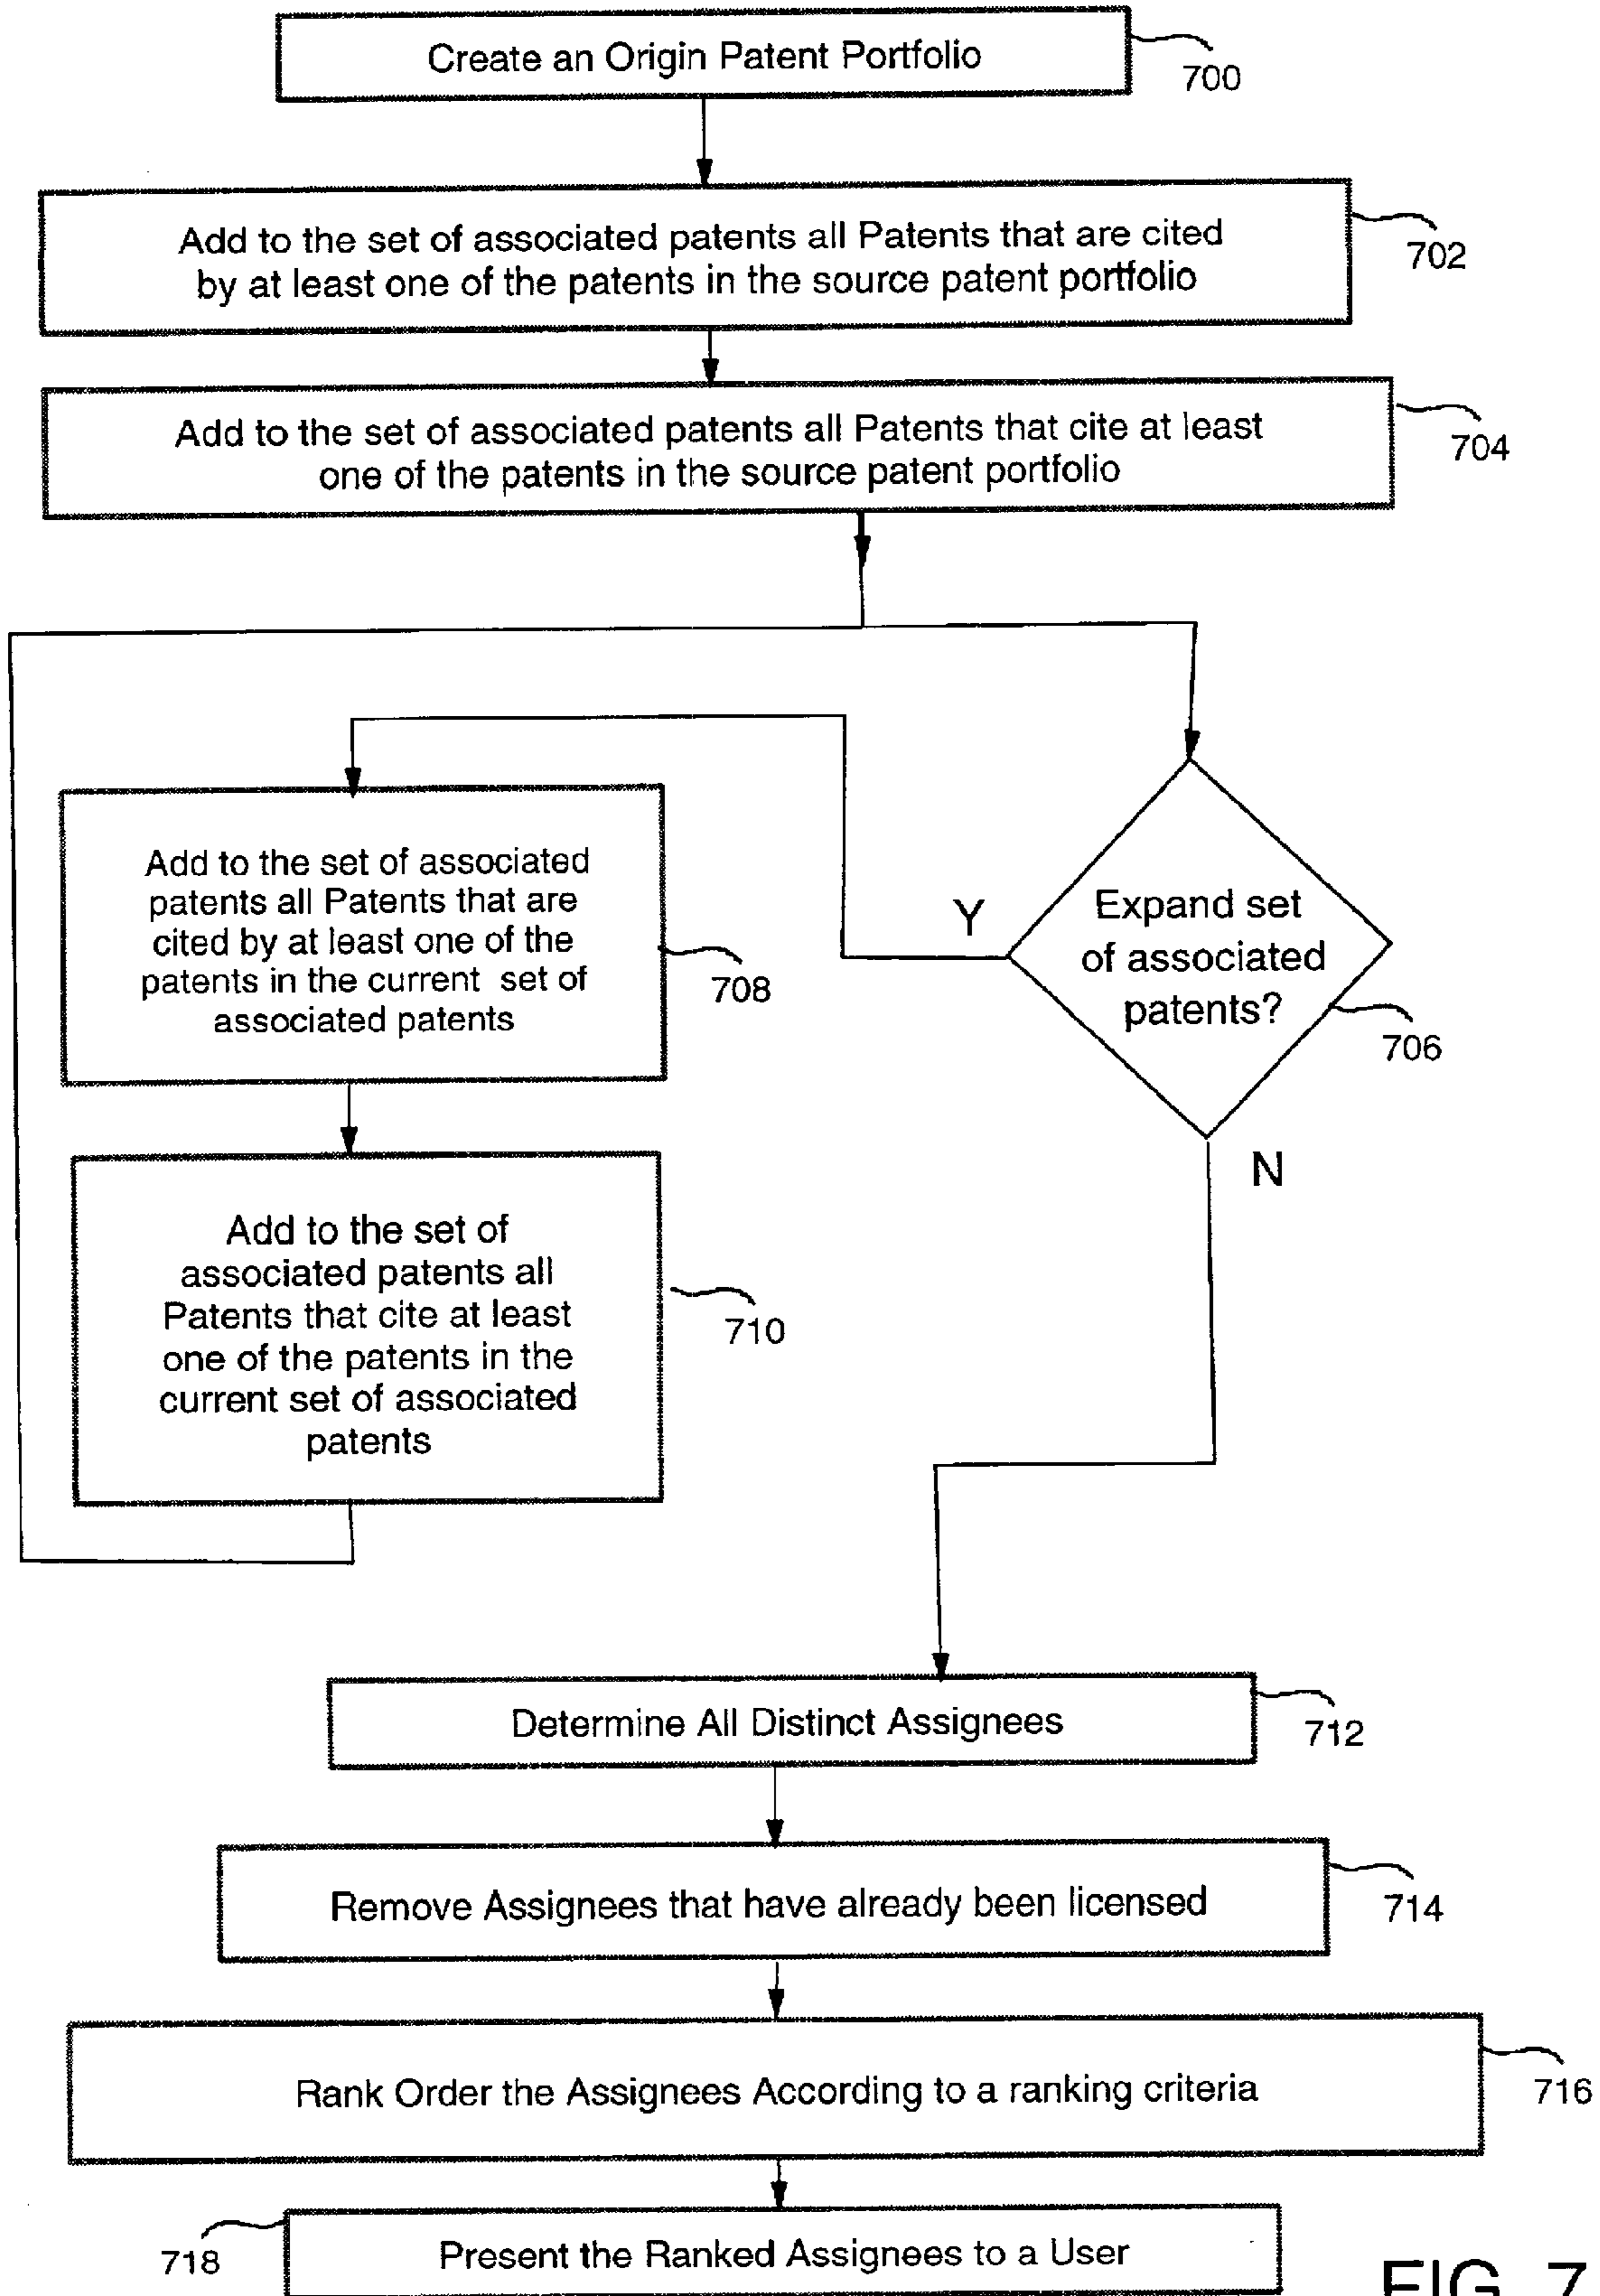 Create an Origin Patent Portfolio
700
Add to the set of associated patents all Patents that are cited
by at least one of the patents in the source patent portfolio
702
Add to the set of associated patents all Patents that cite at least
one of the patents in the source patent portfolio
704
Expand set
of associated
patents?
706
Y
N
Add to the set of associated
patents all Patents that are
cited by at least one of the
patents in the current set of
associated patents
708
Add to the set of
associated patents all
Patents that cite at least
one of the patents in the
current set of associated
patents
710
Determine All Distinct Assignees
712
Remove Assignees that have already been licensed
714
Rank Order the Assignees According to a ranking criteria
716
Present the Ranked Assignees to a User
718
FIG. 7